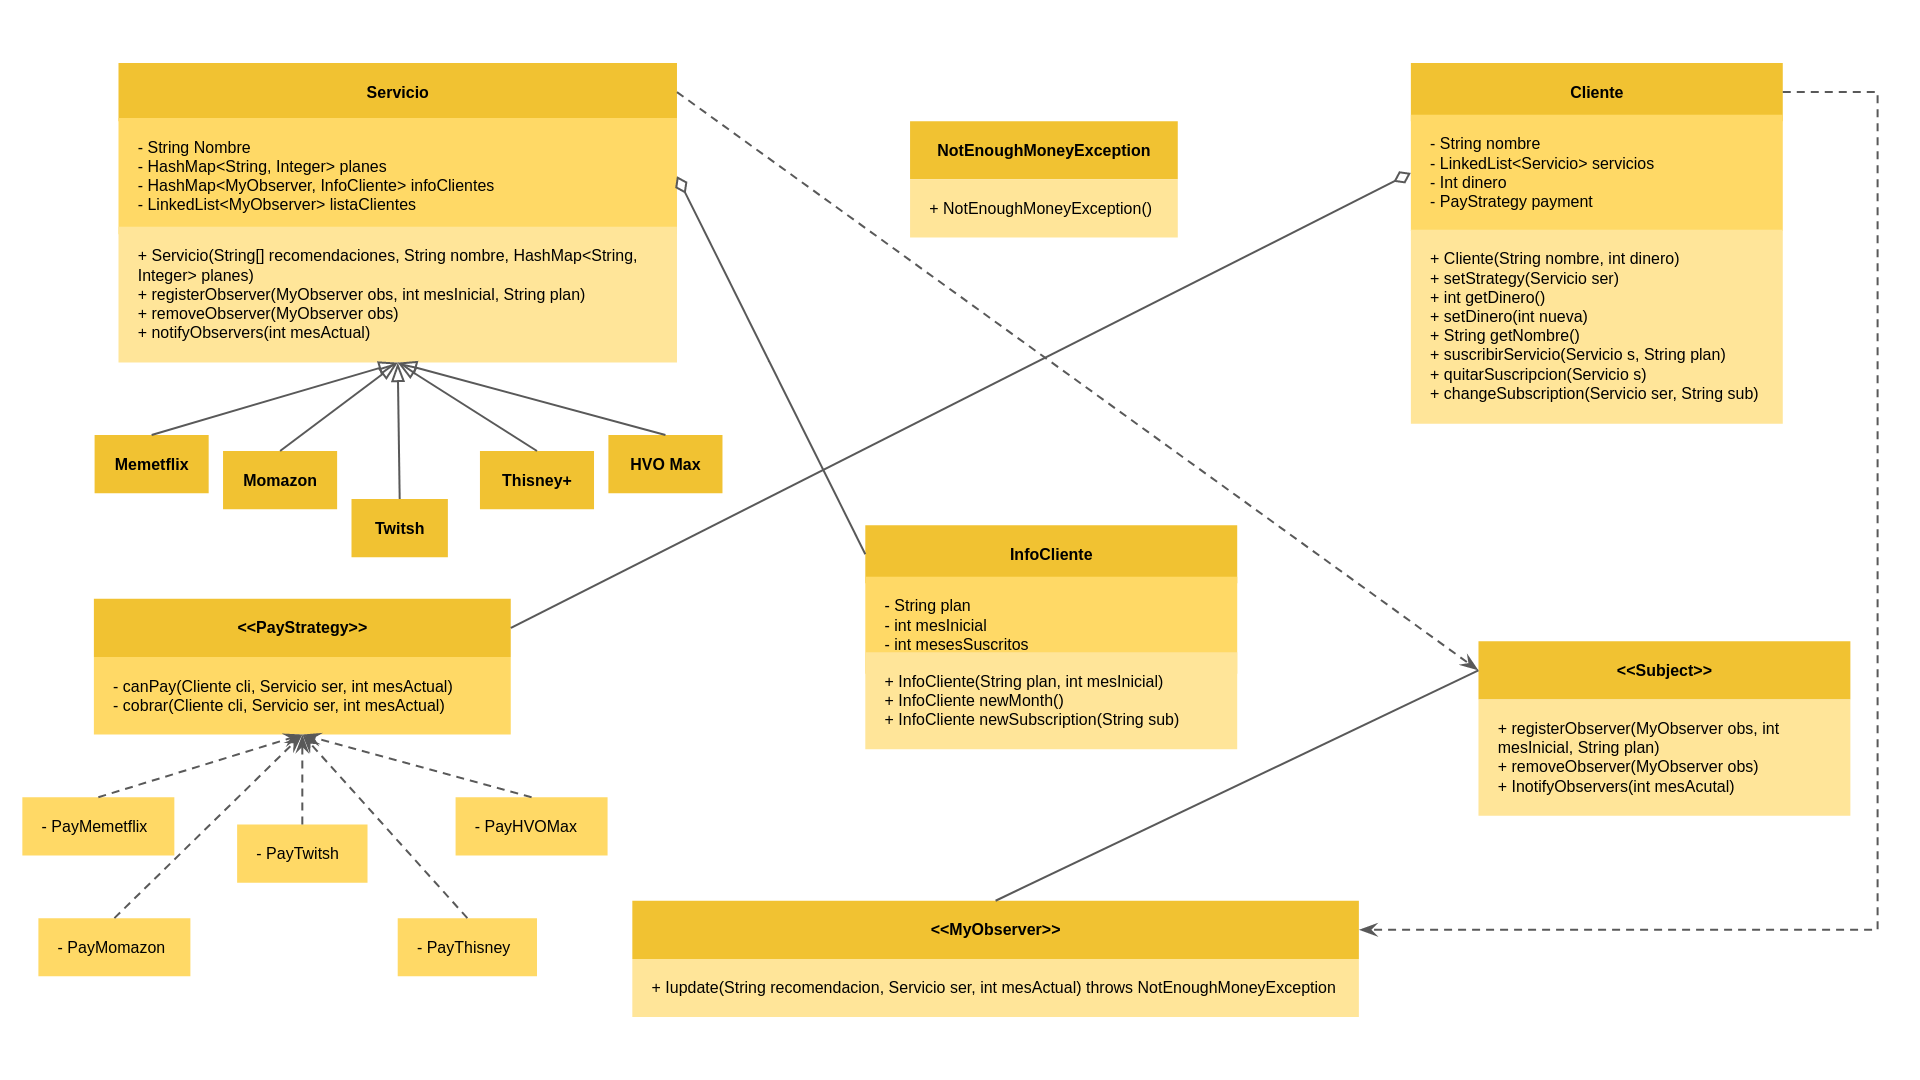 Servicio
- String Nombre
- HashMap<String, Integer> planes
- HashMap<MyObserver, InfoCliente> infoClientes
- LinkedList<MyObserver> listaClientes
+ Servicio(String[] recomendaciones, String nombre, HashMap<String,
Integer> planes)
+ registerObserver(MyObserver obs, int mesInicial, String plan)
+ removeObserver(MyObserver obs)
+ notifyObservers(int mesActual)
NotEnoughMoneyException
+ NotEnoughMoneyException()
Cliente
- String nombre
- LinkedList<Servicio> servicios
- Int dinero
- PayStrategy payment
+ Cliente(String nombre, int dinero)
+ setStrategy(Servicio ser)
+ int getDinero()
+ setDinero(int nueva)
+ String getNombre()
+ suscribirServicio(Servicio s, String plan)
+ quitarSuscripcion(Servicio s)
+ changeSubscription(Servicio ser, String sub)
Memetflix
Momazon
Twitsh
Thisney+
HVO Max
InfoCliente
- String plan
- int mesInicial
- int mesesSuscritos
+ InfoCliente(String plan, int mesInicial)
+ InfoCliente newMonth()
+ InfoCliente newSubscription(String sub)
<<PayStrategy>>
- canPay(Cliente cli, Servicio ser, int mesActual)
- cobrar(Cliente cli, Servicio ser, int mesActual)
<<Subject>>
+ registerObserver(MyObserver obs, int
mesInicial, String plan)
+ removeObserver(MyObserver obs)
+ InotifyObservers(int mesAcutal)
- PayMemetflix
- PayTwitsh
- PayHVOMax
- PayMomazon
- PayThisney
<<MyObserver>>
+ Iupdate(String recomendacion, Servicio ser, int mesActual) throws NotEnoughMoneyException